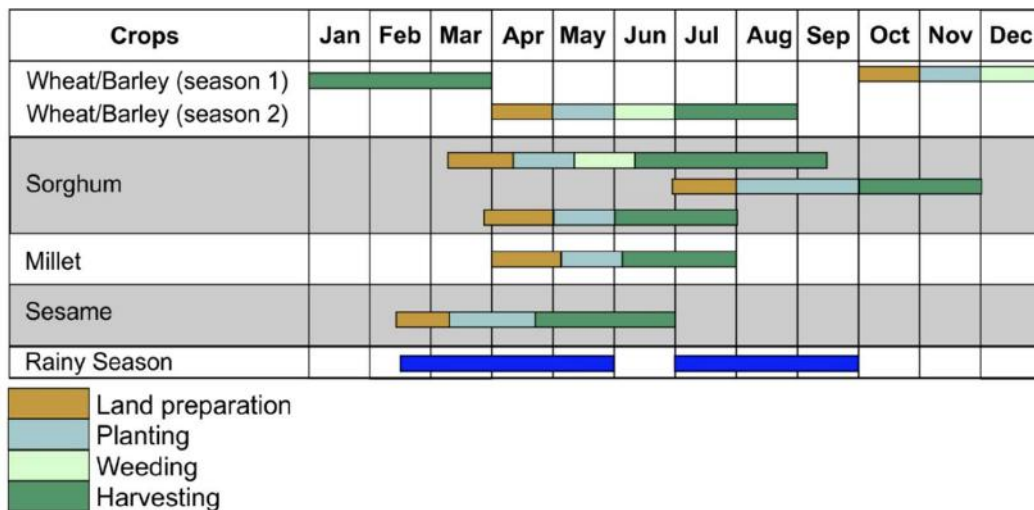 Crops Jan Feb Mar Apr May Jun Jul Aug Sep Oct Nov Dec
Wheat/Barley (season 1)
Wheat/Barley (season 2)
Sorghum
Millet
Sesame
Rainy Season
Land preparation
Planting
Weeding
Harvesting